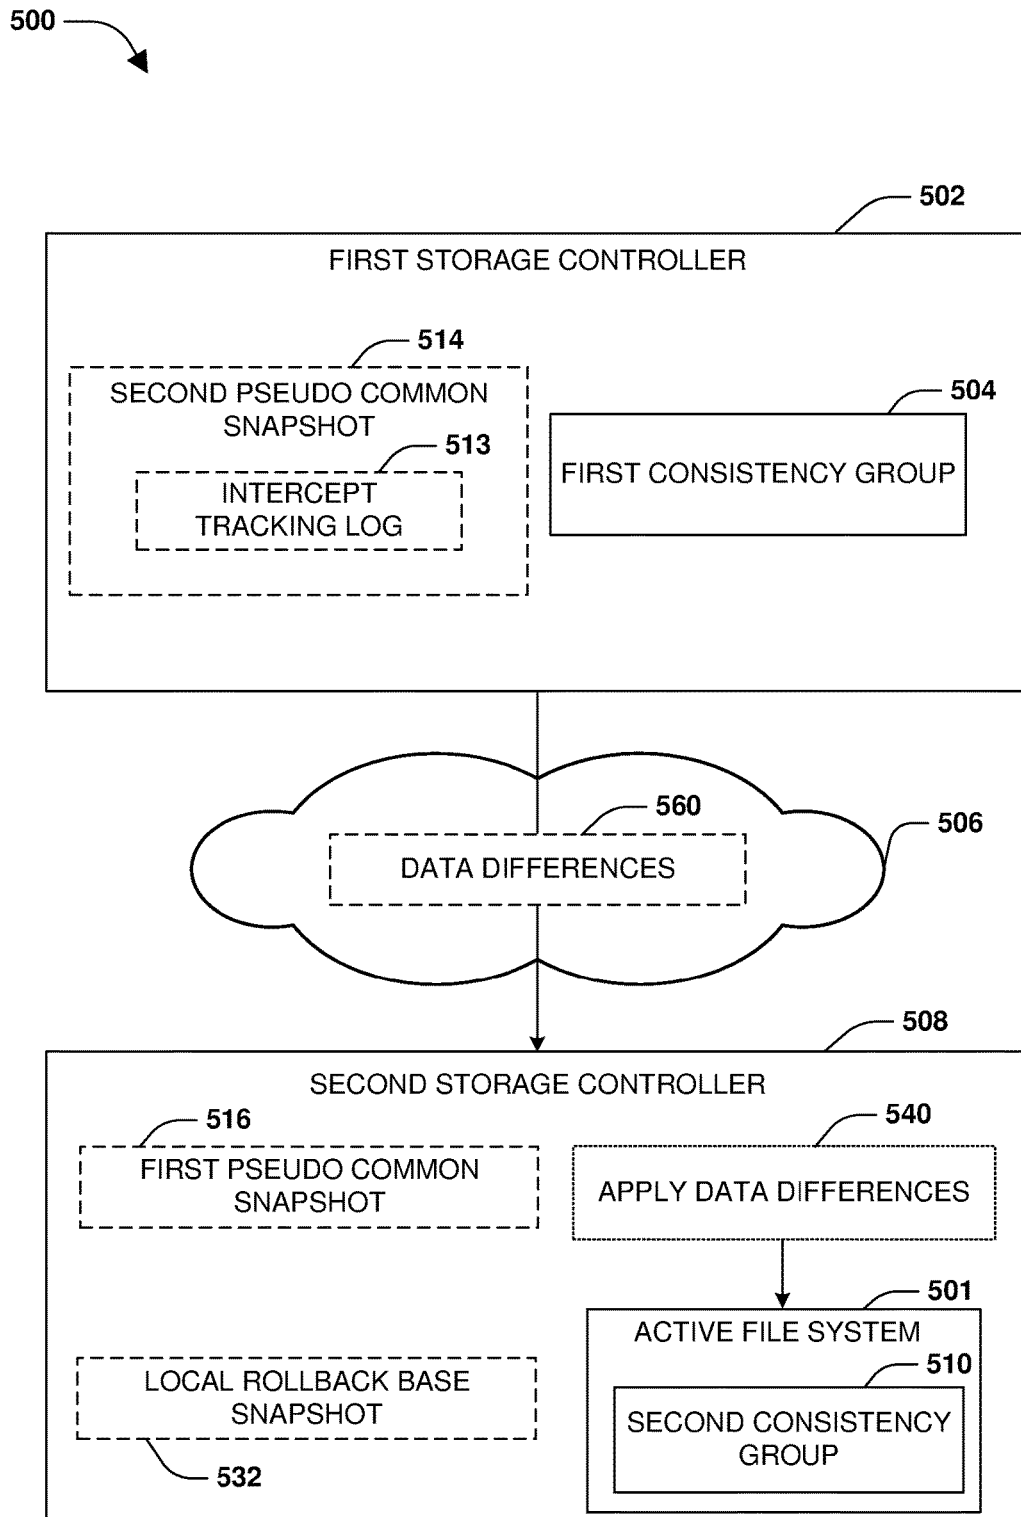 500
502
FIRST STORAGE CONTROLLER
514
SECOND PSEUDO COMMON
SNAPSHOT
504
513
FIRST CONSISTENCY GROUP
INTERCEPT
TRACKING LOG
560
506
DATA DIFFERENCES
508
SECOND STORAGE CONTROLLER
516
540
FIRST PSEUDO COMMON
SNAPSHOT
APPLY DATA DIFFERENCES
501
ACTIVE FILE SYSTEM
510
LOCAL ROLLBACK BASE
SNAPSHOT
SECOND CONSISTENCY
GROUP
532